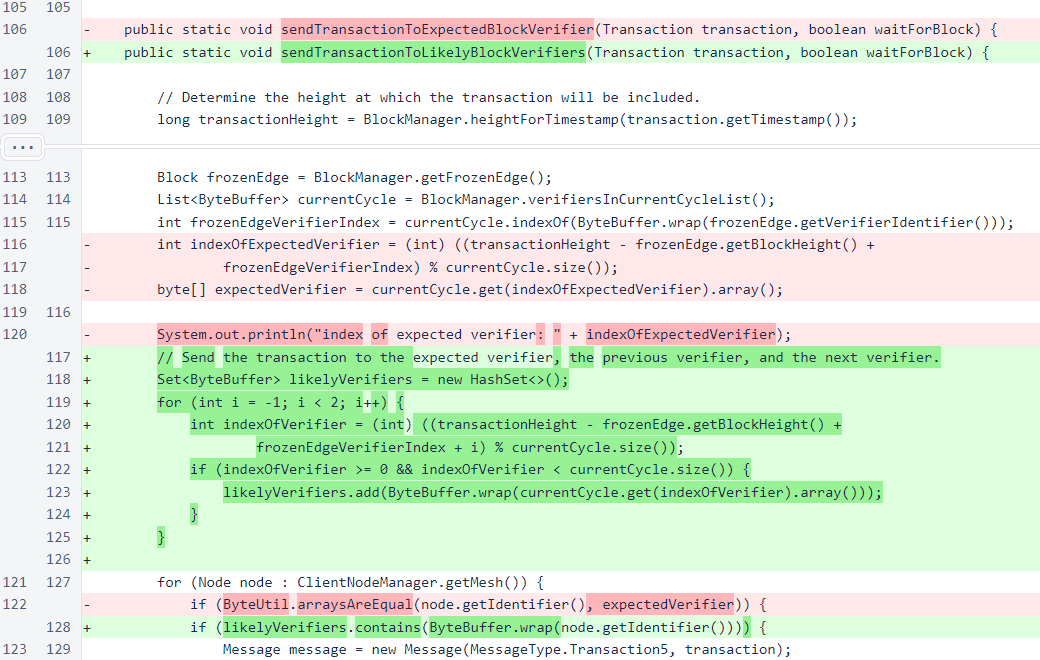 105 105
106 - public static void sendTransactionToExpectedBlockVerifier(Transaction transaction, boolean waitForBlock) {
106 + public static void sendTransactionToLikelyBlockVerifiers(Transaction transaction, boolean waitForBlock) {
107 107
108 108 // Determine the height at which the transaction will be included.
109 109 long transactionHeight = BlockManager.heightForTimestamp(transaction.getTimestamp());
...
113 113 Block frozenEdge = BlockManager.getFrozenEdge();
114 114 List<ByteBuffer> currentCycle = BlockManager.verifiersInCurrentCycleList();
115 115 int frozenEdgeVerifierIndex = currentCycle.indexOf(ByteBuffer.wrap(frozenEdge.getVerifierIdentifier()));
116 - int indexOfExpectedVerifier = (int) ((transactionHeight - frozenEdge.getBlockHeight() +
117 - frozenEdgeVerifierIndex) % currentCycle.size());
118 - byte[] expectedVerifier = currentCycle.get(indexOfExpectedVerifier).array();
119 116
120 - System.out.println("index of expected verifier: " + indexOfExpectedVerifier);
117 + // Send the transaction to the expected verifier, the previous verifier, and the next verifier.
118 + Set<ByteBuffer> likelyVerifiers = new HashSet<>();
119 + for (int i = -1; i < 2; i++) {
120 + int indexOfVerifier = (int) ((transactionHeight - frozenEdge.getBlockHeight() +
121 + frozenEdgeVerifierIndex + i) % currentCycle.size());
122 + if (indexOfVerifier >= 0 && indexOfVerifier < currentCycle.size()) {
123 + likelyVerifiers.add(ByteBuffer.wrap(currentCycle.get(indexOfVerifier).array()));
124 + }
125 + }
126 +
121 127 for (Node node : ClientNodeManager.getMesh()) {
122 - if (ByteUtil.arraysAreEqual(node.getIdentifier(), expectedVerifier)) {
128 + if (likelyVerifiers.contains(ByteBuffer.wrap(node.getIdentifier()))) {
123 129 Message message = new Message(MessageType.Transaction5, transaction);